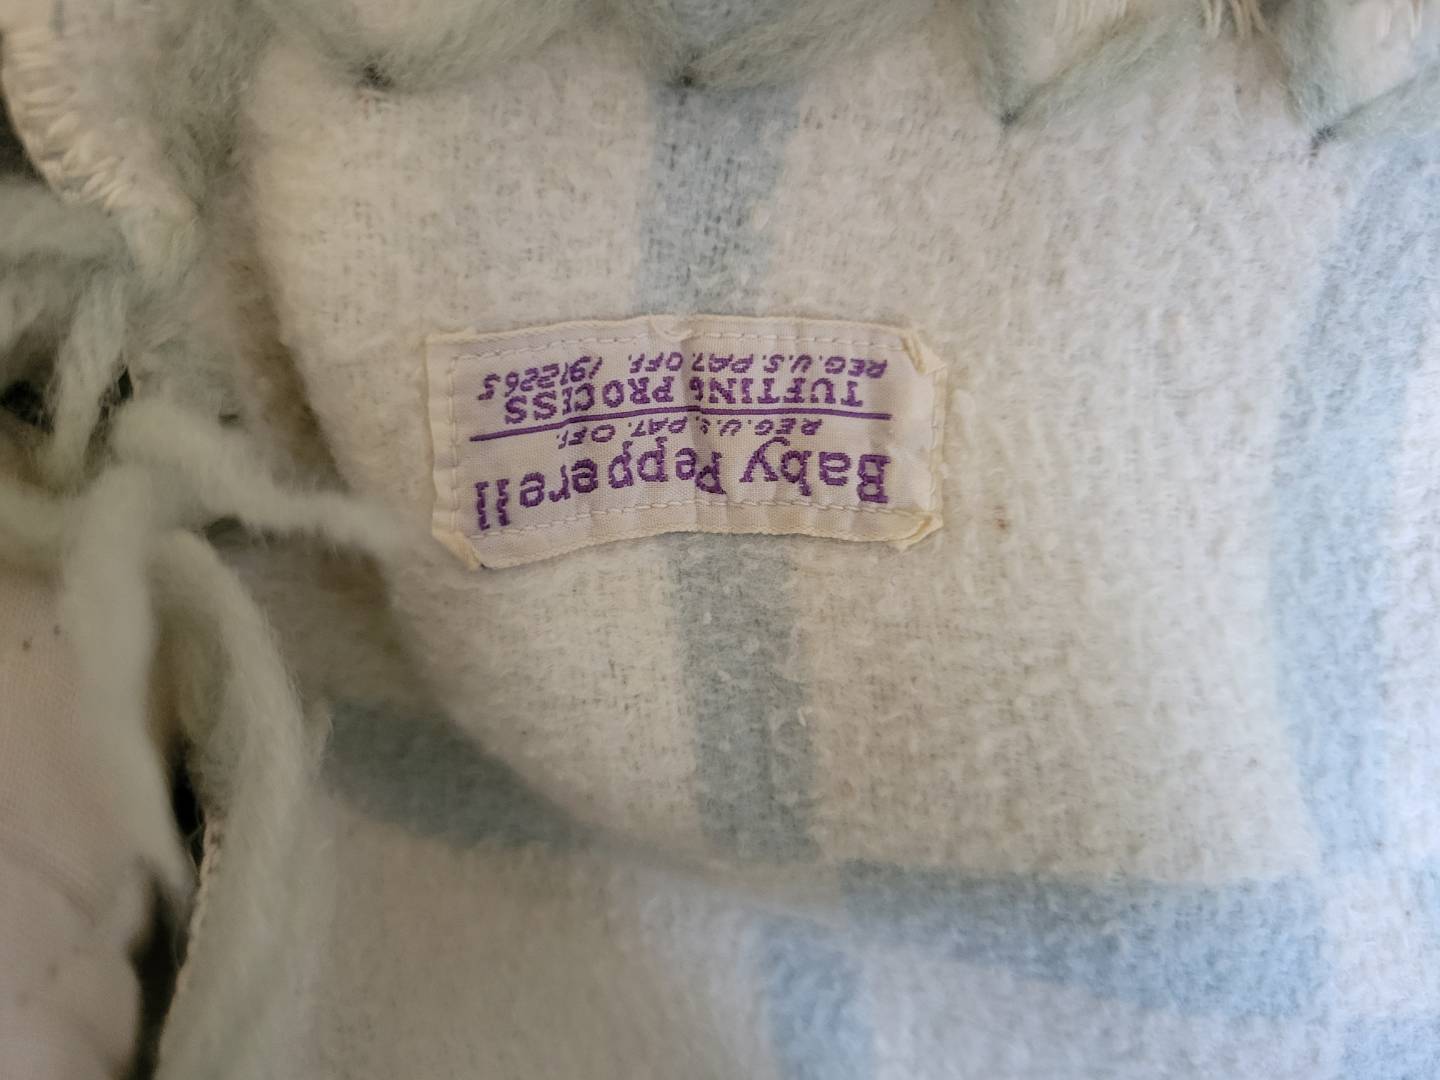 Baby Pepperell
REG. U.S. PAT. OFF.
TUFTING PROCESS
REG. U.S. PAT. OFF. 1912265